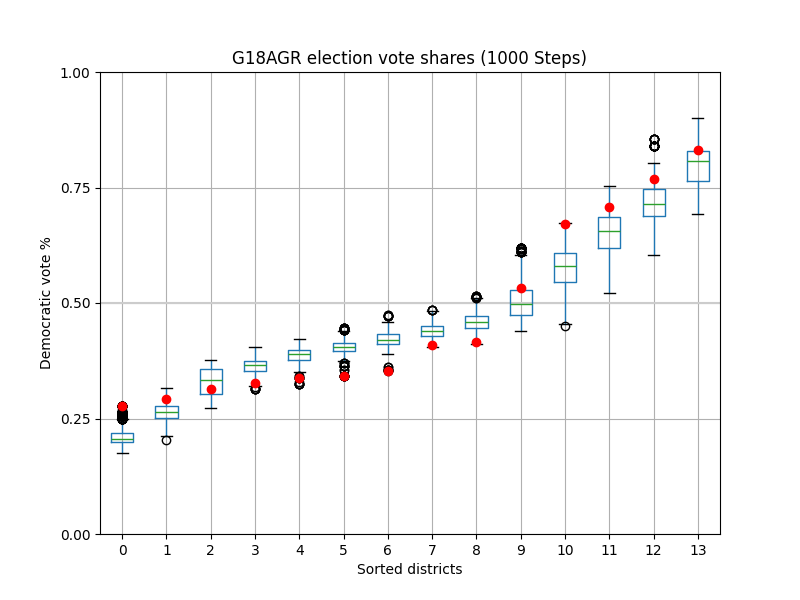 G18AGR election vote shares (1000 Steps)
1.00
0.75
0.50
0.25
0.00
Democratic vote %
0 1 2 3 4 5 6 7 8 9 10 11 12 13
Sorted districts